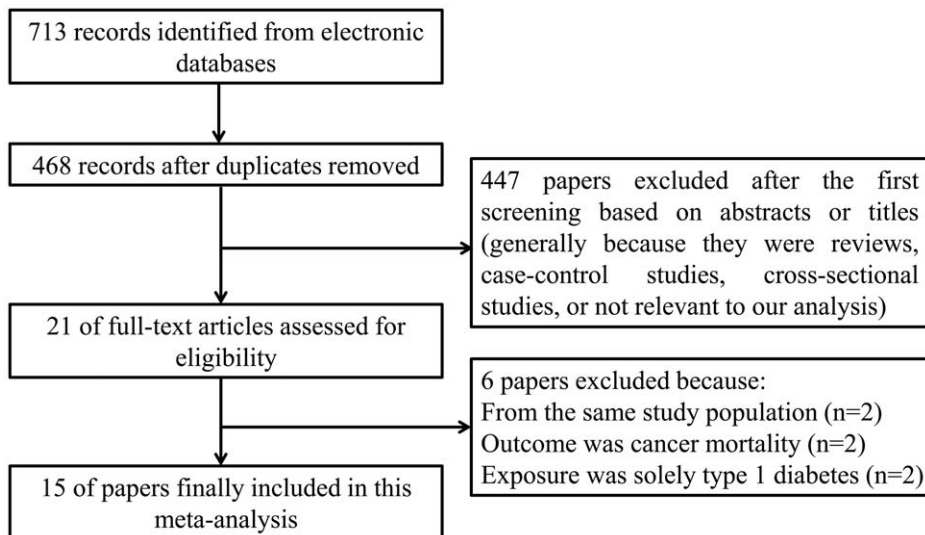 713 records identified from electronic
databases
468 records after duplicates removed
447 papers excluded after the first
screening based on abstracts or titles
(generally because they were reviews,
case-control studies, cross-sectional
studies, or not relevant to our analysis)
21 of full-text articles assessed for
eligibility
6 papers excluded because:
From the same study population (n=2)
Outcome was cancer mortality (n=2)
Exposure was solely type 1 diabetes (n=2)
15 of papers finally included in this
meta-analysis